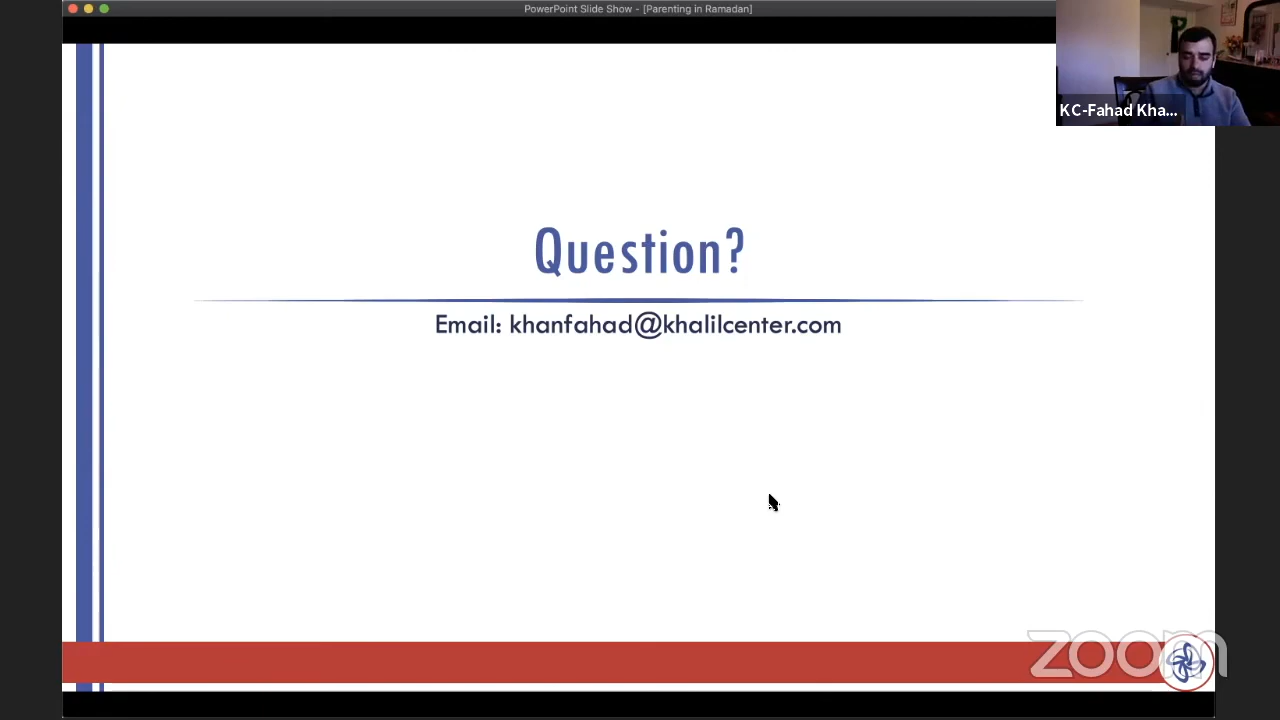 PowerPoint Slide Show - [Parenting in Ramadan]
KC-Fahad Kha...
Question?
Email: khanfahad@khalilcenter.com
zoom